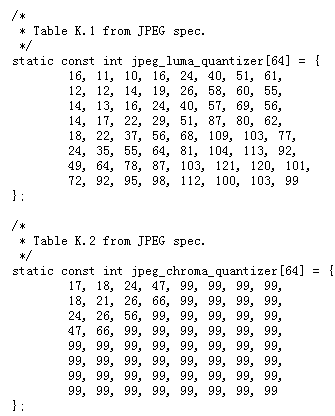 /*
 * Table K.1 from JPEG spec.
 */
static const int jpeg_luma_quantizer[64] = {
        16, 11, 10, 16, 24, 40, 51, 61,
        12, 12, 14, 19, 26, 58, 60, 55,
        14, 13, 16, 24, 40, 57, 69, 56,
        14, 17, 22, 29, 51, 87, 80, 62,
        18, 22, 37, 56, 68, 109, 103, 77,
        24, 35, 55, 64, 81, 104, 113, 92,
        49, 64, 78, 87, 103, 121, 120, 101,
        72, 92, 95, 98, 112, 100, 103, 99
};
/*
 * Table K.2 from JPEG spec.
 */
static const int jpeg_chroma_quantizer[64] = {
        17, 18, 24, 47, 99, 99, 99, 99,
        18, 21, 26, 66, 99, 99, 99, 99,
        24, 26, 56, 99, 99, 99, 99, 99,
        47, 66, 99, 99, 99, 99, 99, 99,
        99, 99, 99, 99, 99, 99, 99, 99,
        99, 99, 99, 99, 99, 99, 99, 99,
        99, 99, 99, 99, 99, 99, 99, 99,
        99, 99, 99, 99, 99, 99, 99, 99
};